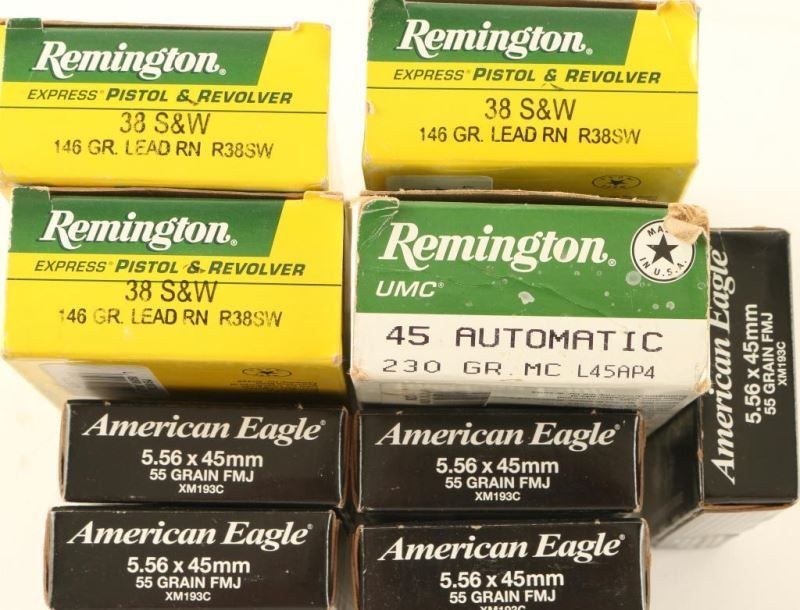 Remington®
EXPRESS® PISTOL & REVOLVER
38 S&W
146 GR. LEAD RN R38SW
Remington®
EXPRESS® PISTOL & REVOLVER
38 S&W
146 GR. LEAD RN R38SW
Remington®
EXPRESS® PISTOL & REVOLVER
38 S&W
146 GR. LEAD RN R38SW
Remington®
MADE IN U.S.A.
UMC®
45 AUTOMATIC
230 GR. MC L45AP4
American Eagle
5.56 x 45mm
55 GRAIN FMJ
XM193C
American Eagle®
5.56 x 45mm
55 GRAIN FMJ
XM193C
American Eagle®
5.56 x 45mm
55 GRAIN FMJ
XM193C
American Eagle®
5.56 x 45mm
55 GRAIN FMJ
XM193C
American Eagle®
5.56 x 45mm
55 GRAIN FMJ
XM193C